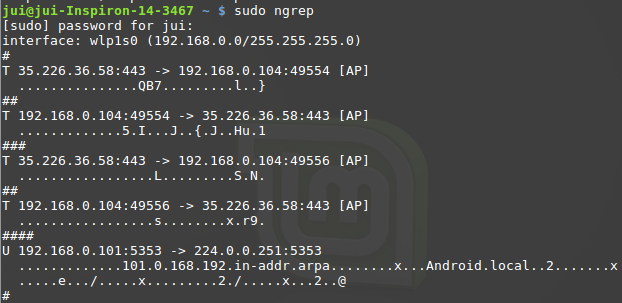 jui@jui-Inspiron-14-3467 ~ $ sudo ngrep
[sudo] password for jui:
interface: wlp1s0 (192.168.0.0/255.255.255.0)
#
T 35.226.36.58:443 -> 192.168.0.104:49554 [AP]
...............QB7.........l..}
##
T 192.168.0.104:49554 -> 35.226.36.58:443 [AP]
.............5.I...J..{.J..Hu.1
###
T 35.226.36.58:443 -> 192.168.0.104:49556 [AP]
.................L.........S.N.
##
T 192.168.0.104:49556 -> 35.226.36.58:443 [AP]
.................s........x.r9.
####
U 192.168.0.101:5353 -> 224.0.0.251:5353
.............101.0.168.192.in-addr.arpa........x...Android.local..2.......x
.....e.../.....x.........2./.....x...2..@
#